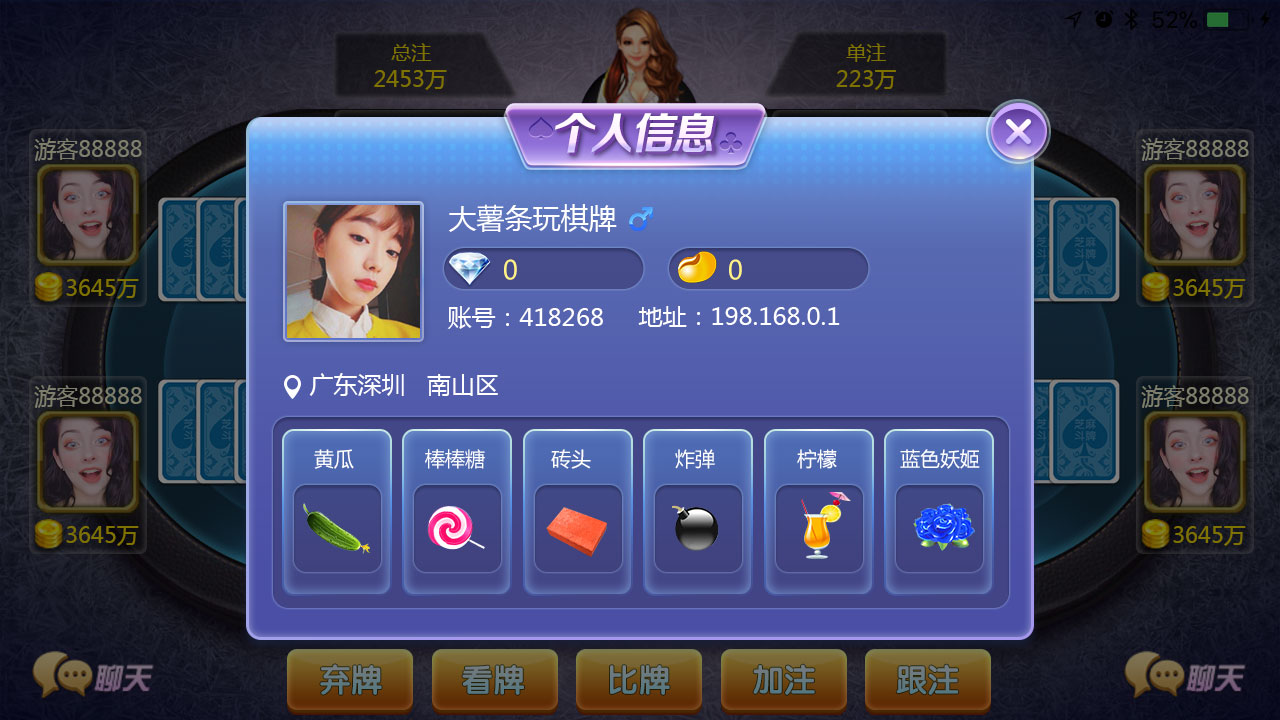 52%
总注
2453万
单注
223万
个人信息
游客88888
3645万
游客88888
3645万
大薯条玩棋牌
0
0
账号：418268
地址：198.168.0.1
广东深圳 南山区
黄瓜
棒棒糖
砖头
炸弹
柠檬
蓝色妖姬
游客88888
3645万
游客88888
3645万
聊天
弃牌
看牌
比牌
加注
跟注
聊天